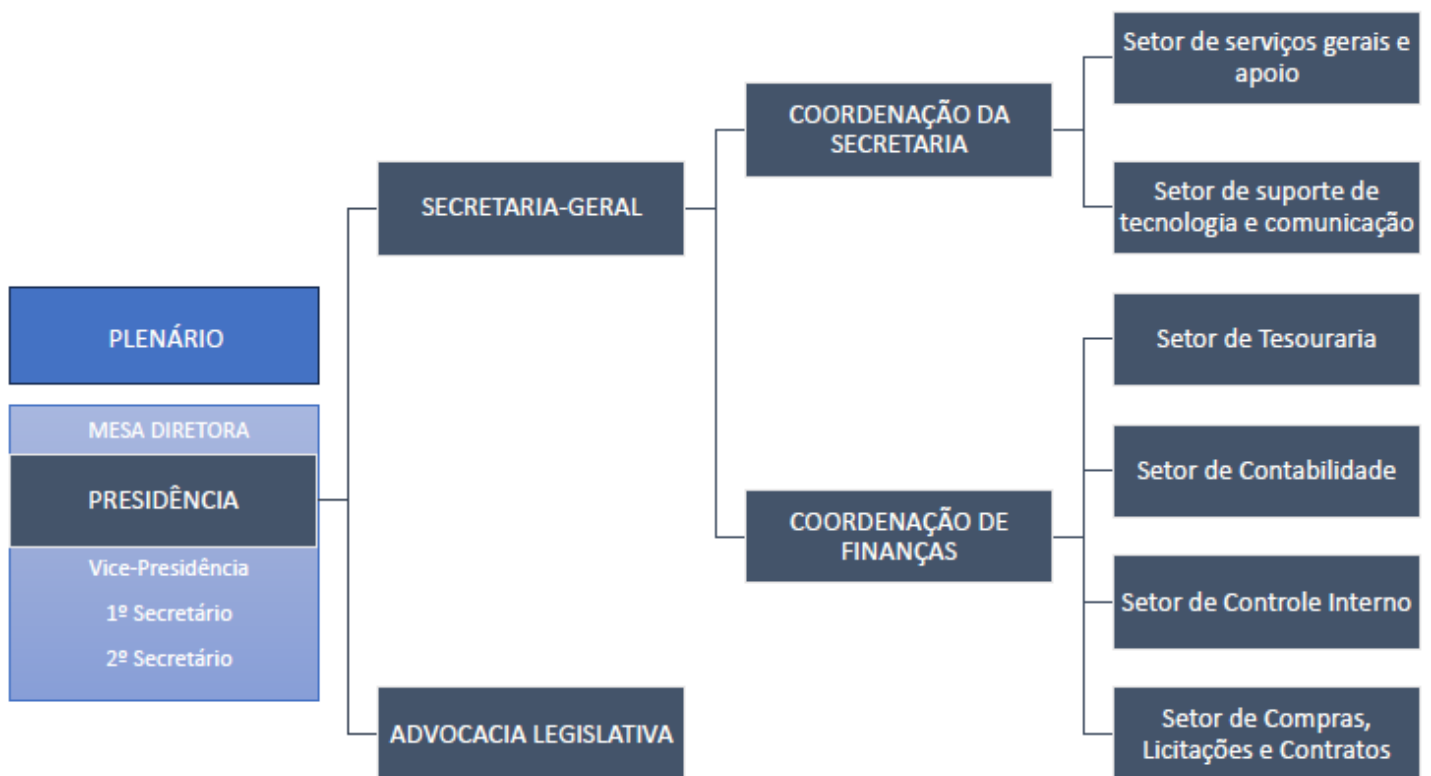 PLENÁRIO
MESA DIRETORA
PRESIDÊNCIA
Vice-Presidência
1º Secretário
2º Secretário
SECRETARIA-GERAL
ADVOCACIA LEGISLATIVA
COORDENAÇÃO DA
SECRETARIA
COORDENAÇÃO DE
FINANÇAS
Setor de serviços gerais e
apoio
Setor de suporte de
tecnologia e comunicação
Setor de Tesouraria
Setor de Contabilidade
Setor de Controle Interno
Setor de Compras,
Licitações e Contratos